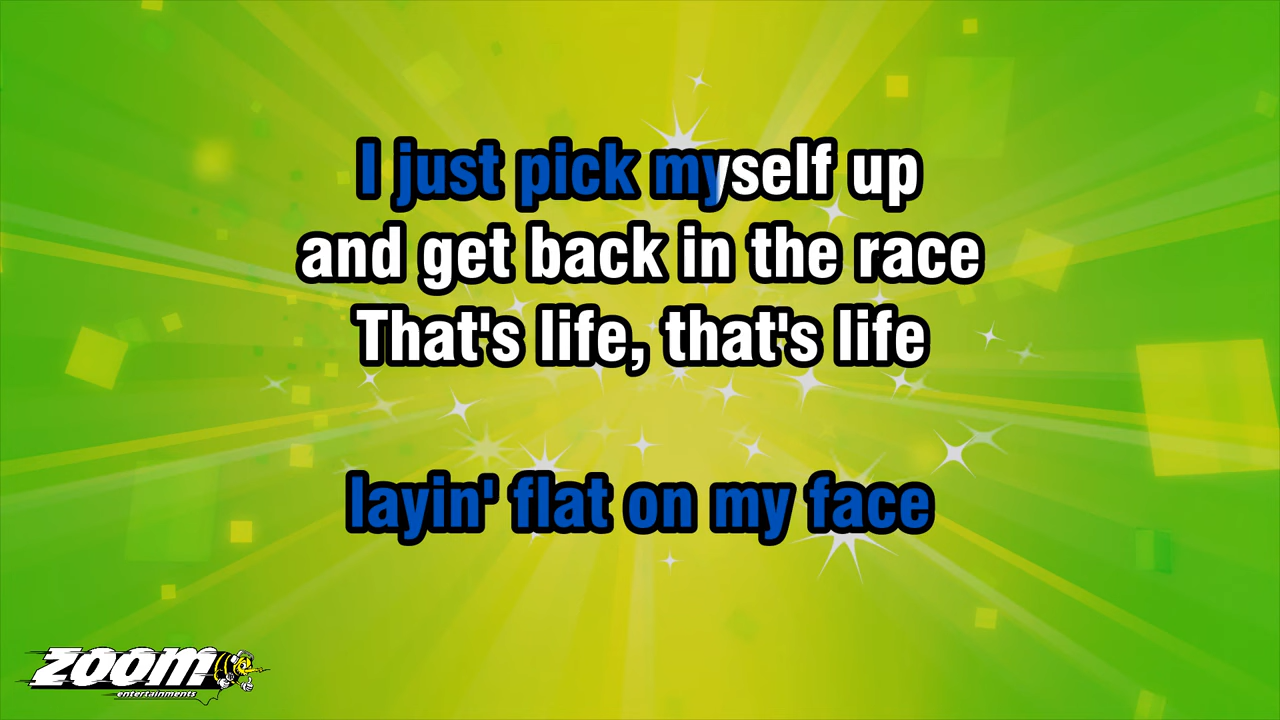 I just pick myself up
and get back in the race
That's life, that's life
layin' flat on my face
zoom
entertainments